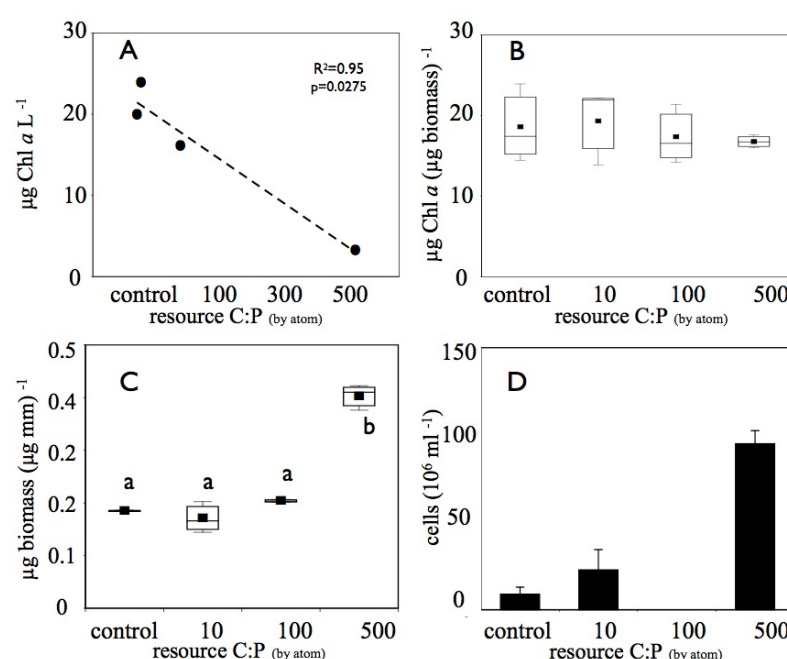 A
R²=0.95
p=0.0275
µg Chl a L ⁻¹
30
20
10
0
control 100 300 500
resource C:P (by atom)
B
µg Chl a (µg biomass) ⁻¹
30
20
10
0
control 10 100 500
resource C:P (by atom)
C
µg biomass (µg mm) ⁻¹
0.5
0.4
0.2
0.2
0.1
0
a a a b
control 10 100 500
resource C:P (by atom)
D
cells (10⁶ ml ⁻¹)
150
100
50
0
control 10 100 500
resource C:P (by atom)